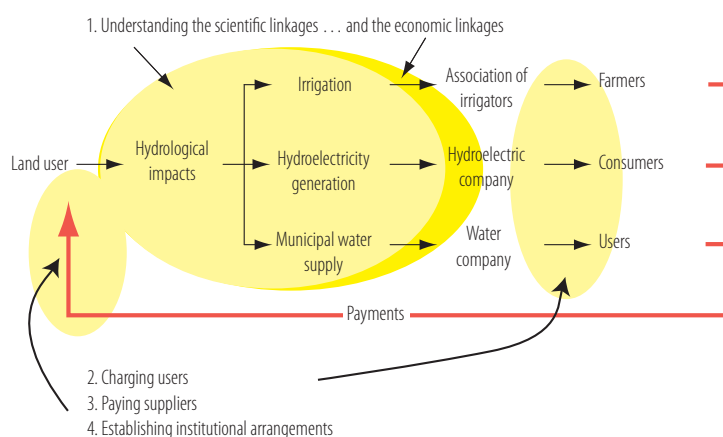 1. Understanding the scientific linkages … and the economic linkages
Irrigation
Association of
irrigators
Farmers
Land user
Hydrological
impacts
Hydroelectricity
generation
Hydroelectric
company
Consumers
Municipal water
supply
Water
company
Users
Payments
2. Charging users
3. Paying suppliers
4. Establishing institutional arrangements